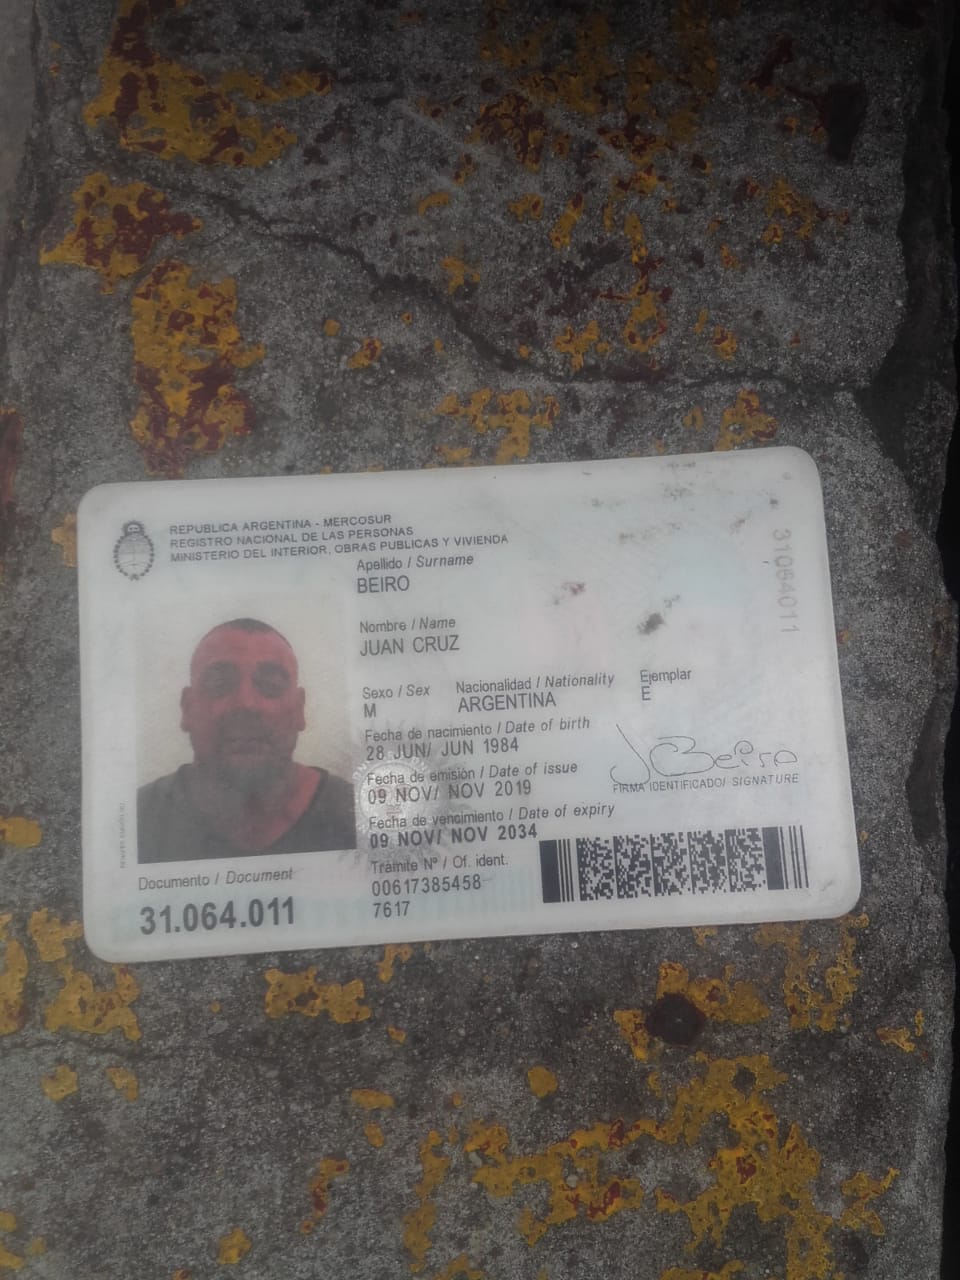 REPUBLICA ARGENTINA - MERCOSUR
REGISTRO NACIONAL DE LAS PERSONAS
MINISTERIO DEL INTERIOR, OBRAS PUBLICAS Y VIVIENDA
Apellido / Surname
BEIRO
Nombre / Name
JUAN CRUZ
Sexo / Sex
M
Nacionalidad / Nationality
ARGENTINA
Ejemplar
E
Fecha de nacimiento / Date of birth
28 JUN/ JUN 1984
Fecha de emisión / Date of issue
09 NOV/ NOV 2019
Fecha de vencimiento / Date of expiry
09 NOV/ NOV 2034
JCBeiro
FIRMA IDENTIFICADO/ SIGNATURE
Documento / Document
31.064.011
Trámite Nº / Of. ident.
00617385458
7617
31064011